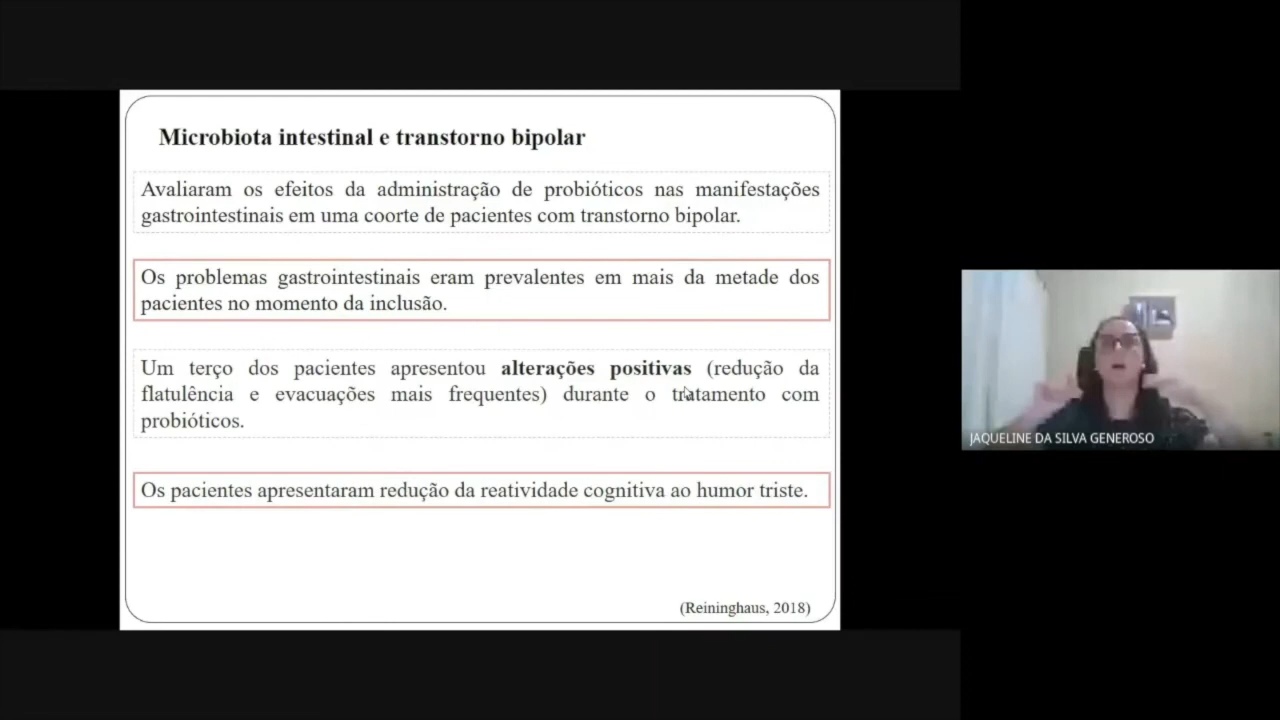 Microbiota intestinal e transtorno bipolar
Avaliaram os efeitos da administração de probióticos nas manifestações
gastrointestinais em uma coorte de pacientes com transtorno bipolar.
Os problemas gastrointestinais eram prevalentes em mais da metade dos
pacientes no momento da inclusão.
Um terço dos pacientes apresentou alterações positivas (redução da
flatulência e evacuações mais frequentes) durante o tratamento com
probióticos.
Os pacientes apresentaram redução da reatividade cognitiva ao humor triste.
(Reininghaus, 2018)
JAQUELINE DA SILVA GENEROSO